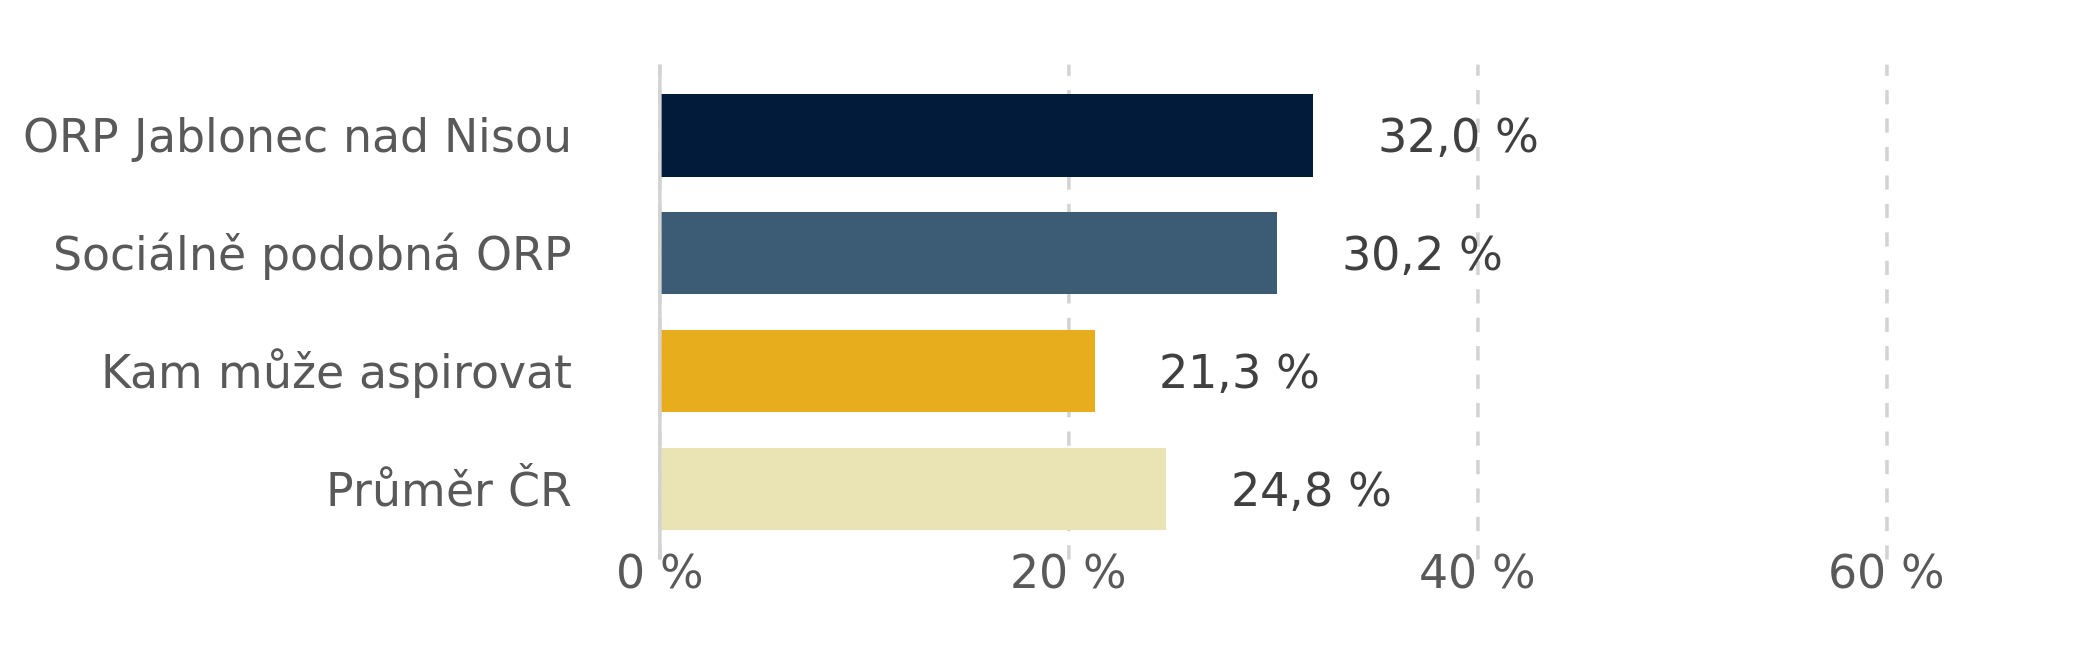 ORP Jablonec nad Nisou 32,0 %
Sociálně podobná ORP 30,2 %
Kam může aspirovat 21,3 %
Průměr ČR 24,8 %
0 % 20 % 40 % 60 %